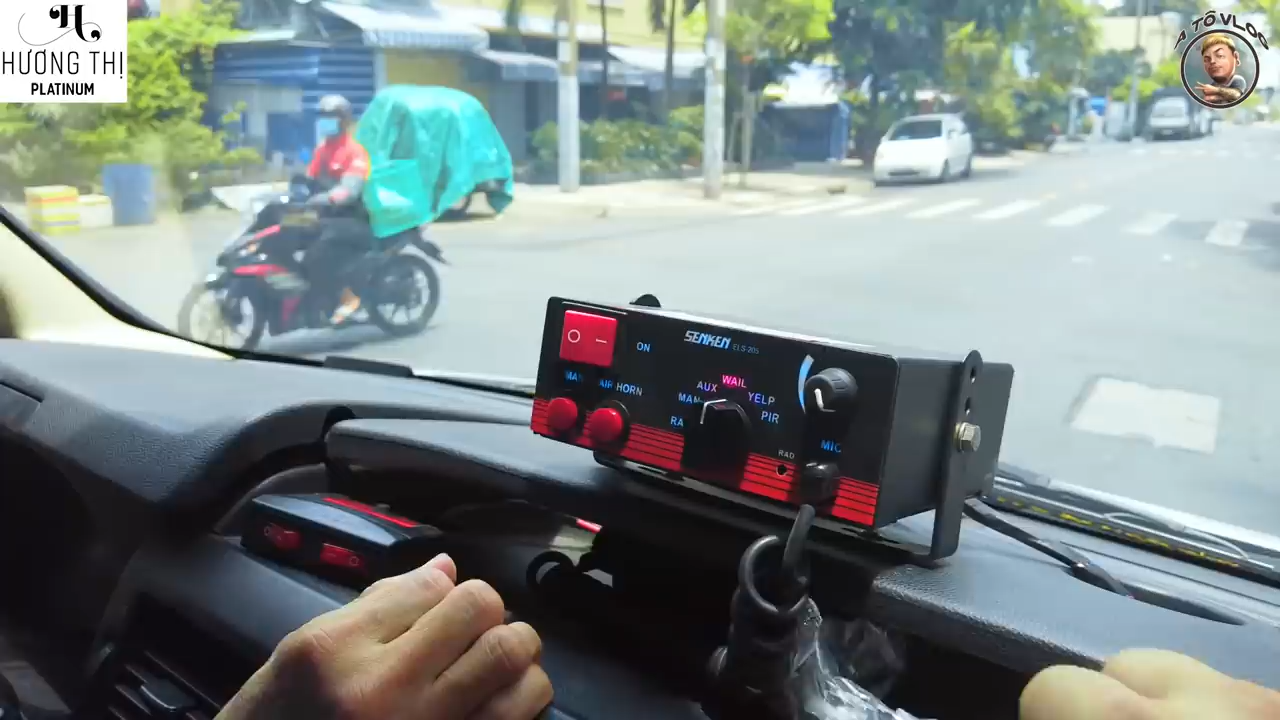 HƯƠNG THỊ
PLATINUM
A TÔ VLOG
SENKEN ELS-205
ON
MAN AIR HORN
WAIL
AUX
YELP
MAN
PIR
RAD
MIC